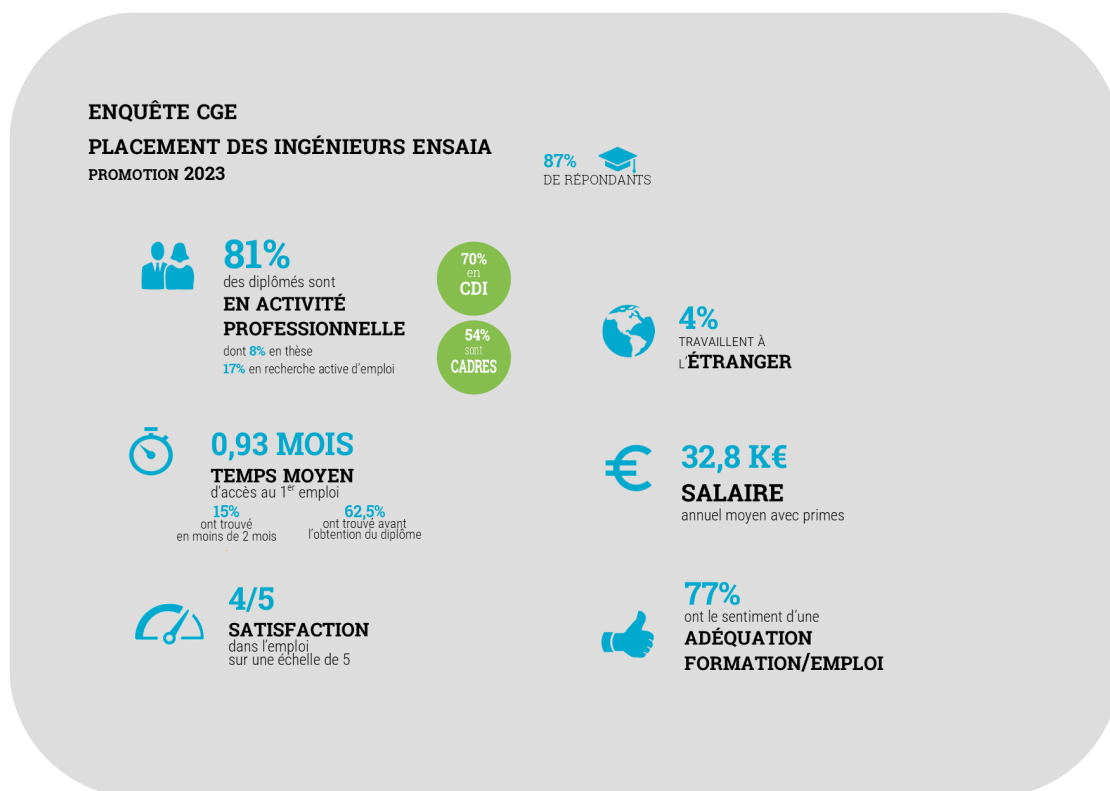 ENQUÊTE CGE
PLACEMENT DES INGÉNIEURS ENSAIA
PROMOTION 2023
87%
DE RÉPONDANTS
81%
des diplômés sont
EN ACTIVITÉ
PROFESSIONNELLE
dont 8% en thèse
17% en recherche active d'emploi
70%
en
CDI
54%
sont
CADRES
4%
TRAVAILLENT À
L'ÉTRANGER
0,93 MOIS
TEMPS MOYEN
d'accès au 1er emploi
15%
ont trouvé
en moins de 2 mois
62,5%
ont trouvé avant
l'obtention du diplôme
32,8 K€
SALAIRE
annuel moyen avec primes
4/5
SATISFACTION
dans l'emploi
sur une échelle de 5
77%
ont le sentiment d'une
ADÉQUATION
FORMATION/EMPLOI